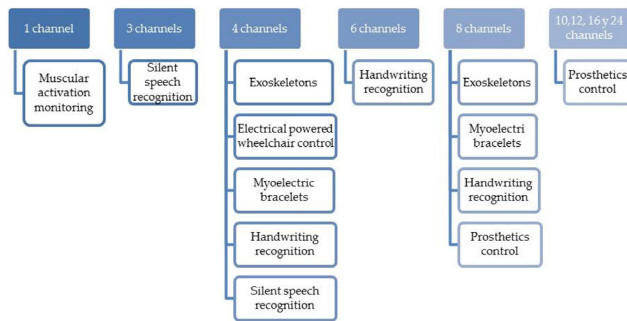 1 channel
Muscular
activation
monitoring
3 channels
Silent
speech
recognition
4 channels
Exoskeletons
Electrical powered
wheelchair control
Myoelectric
bracelets
Handwriting
recognition
Silent speech
recognition
6 channels
Handwriting
recognition
8 channels
Exoskeletons
Myoelectri
bracelets
Handwriting
recognition
Prosthetics
control
10,12, 16 y 24
channels
Prosthetics
control